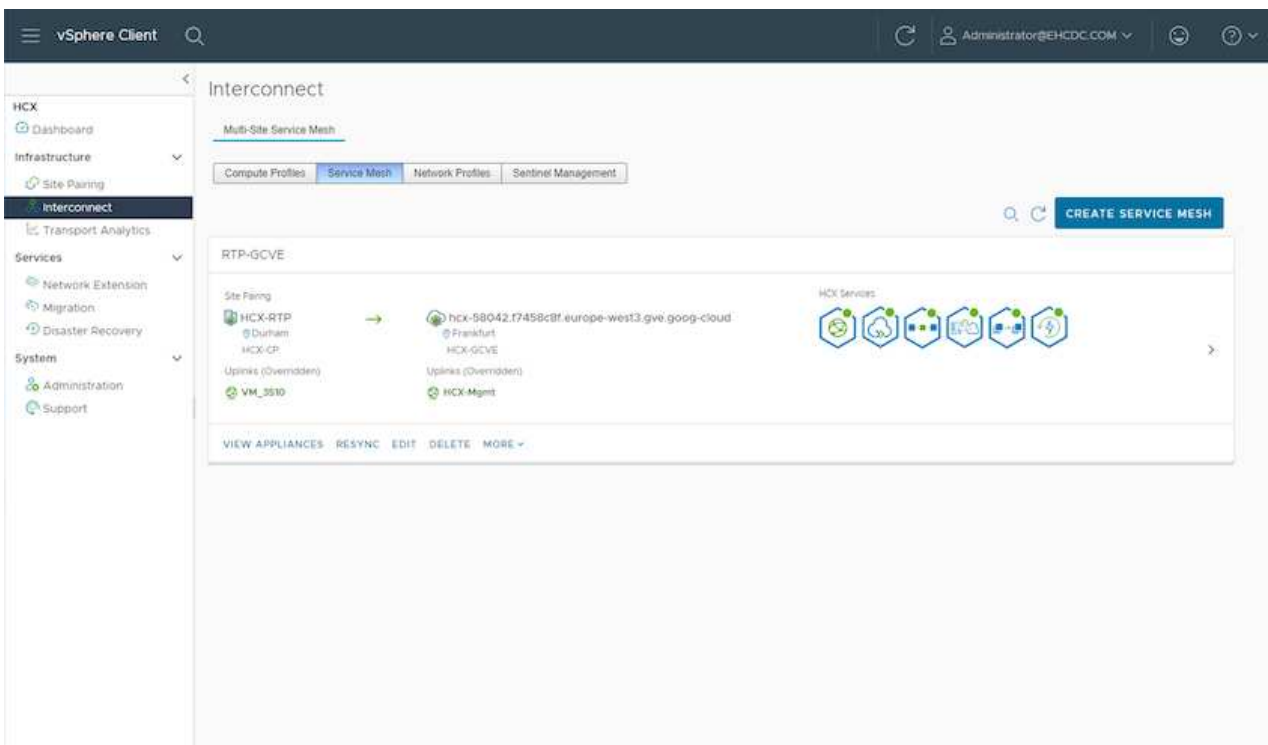 vSphere Client
Administrator@EHCDC.COM
HCX
Dashboard
Infrastructure
Site Pairing
Interconnect
Transport Analytics
Services
Network Extension
Migration
Disaster Recovery
System
Administration
Support
Interconnect
Multi-Site Service Mesh
Compute Profiles
Service Mesh
Network Profiles
Sentinel Management
CREATE SERVICE MESH
RTP-GCVE
Site Pairing
HCX-RTP
Durham
HCX-CP
Uplinks (Overridden)
VM_3510
hcx-58042.f7458c8f.europe-west3.gve.goog-cloud
Frankfurt
HCX-GCVE
Uplinks (Overridden)
HCX-Mgmt
HCX Services
VIEW APPLIANCES RESYNC EDIT DELETE MORE